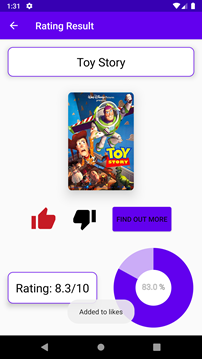 1:31
Rating Result
Toy Story
TOY
STORY
FIND OUT MORE
Rating: 8.3/10
83.0 %
Added to likes